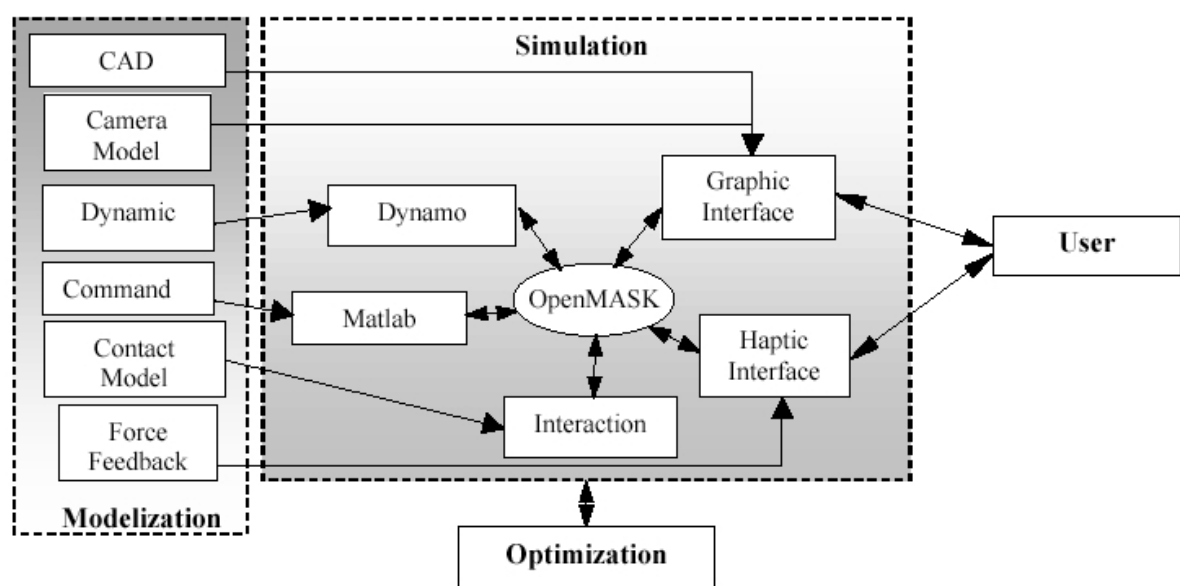 CAD
Camera
Model
Dynamic
Command
Contact
Model
Force
Feedback
Modelization
Simulation
Graphic
Interface
Dynamo
OpenMASK
Matlab
Haptic
Interface
Interaction
User
Optimization